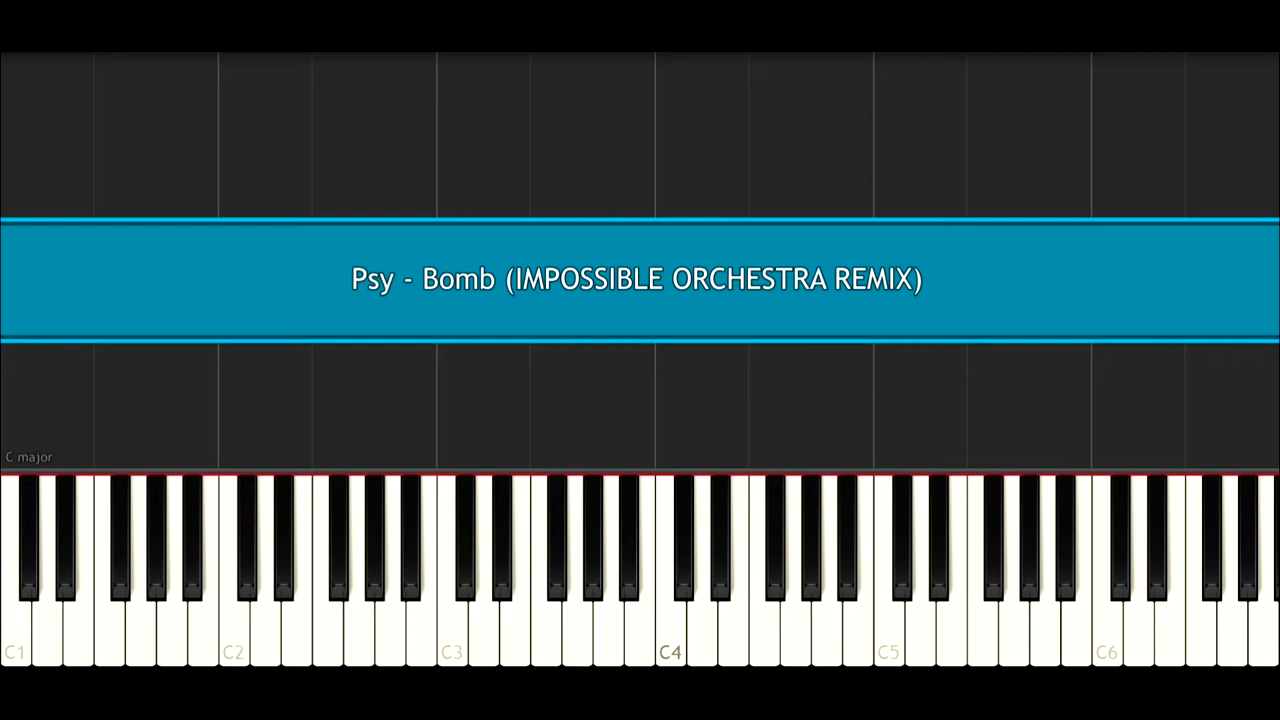 Psy - Bomb (IMPOSSIBLE ORCHESTRA REMIX)
C major
C1 C2 C3 C4 C5 C6